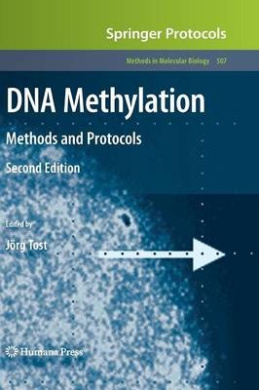 Springer Protocols
Methods in Molecular Biology 507
DNA Methylation
Methods and Protocols
Second Edition
Edited by
Jörg Tost
Humana Press